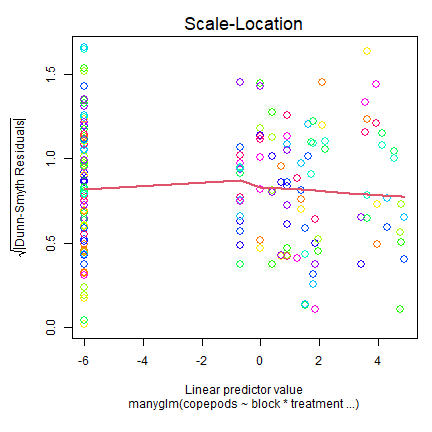 Scale-Location
√|Dunn-Smyth Residuals|
1.5
1.0
0.5
0.0
-6 -4 -2 0 2 4
Linear predictor value
manyglm(copepods ~ block * treatment ...)